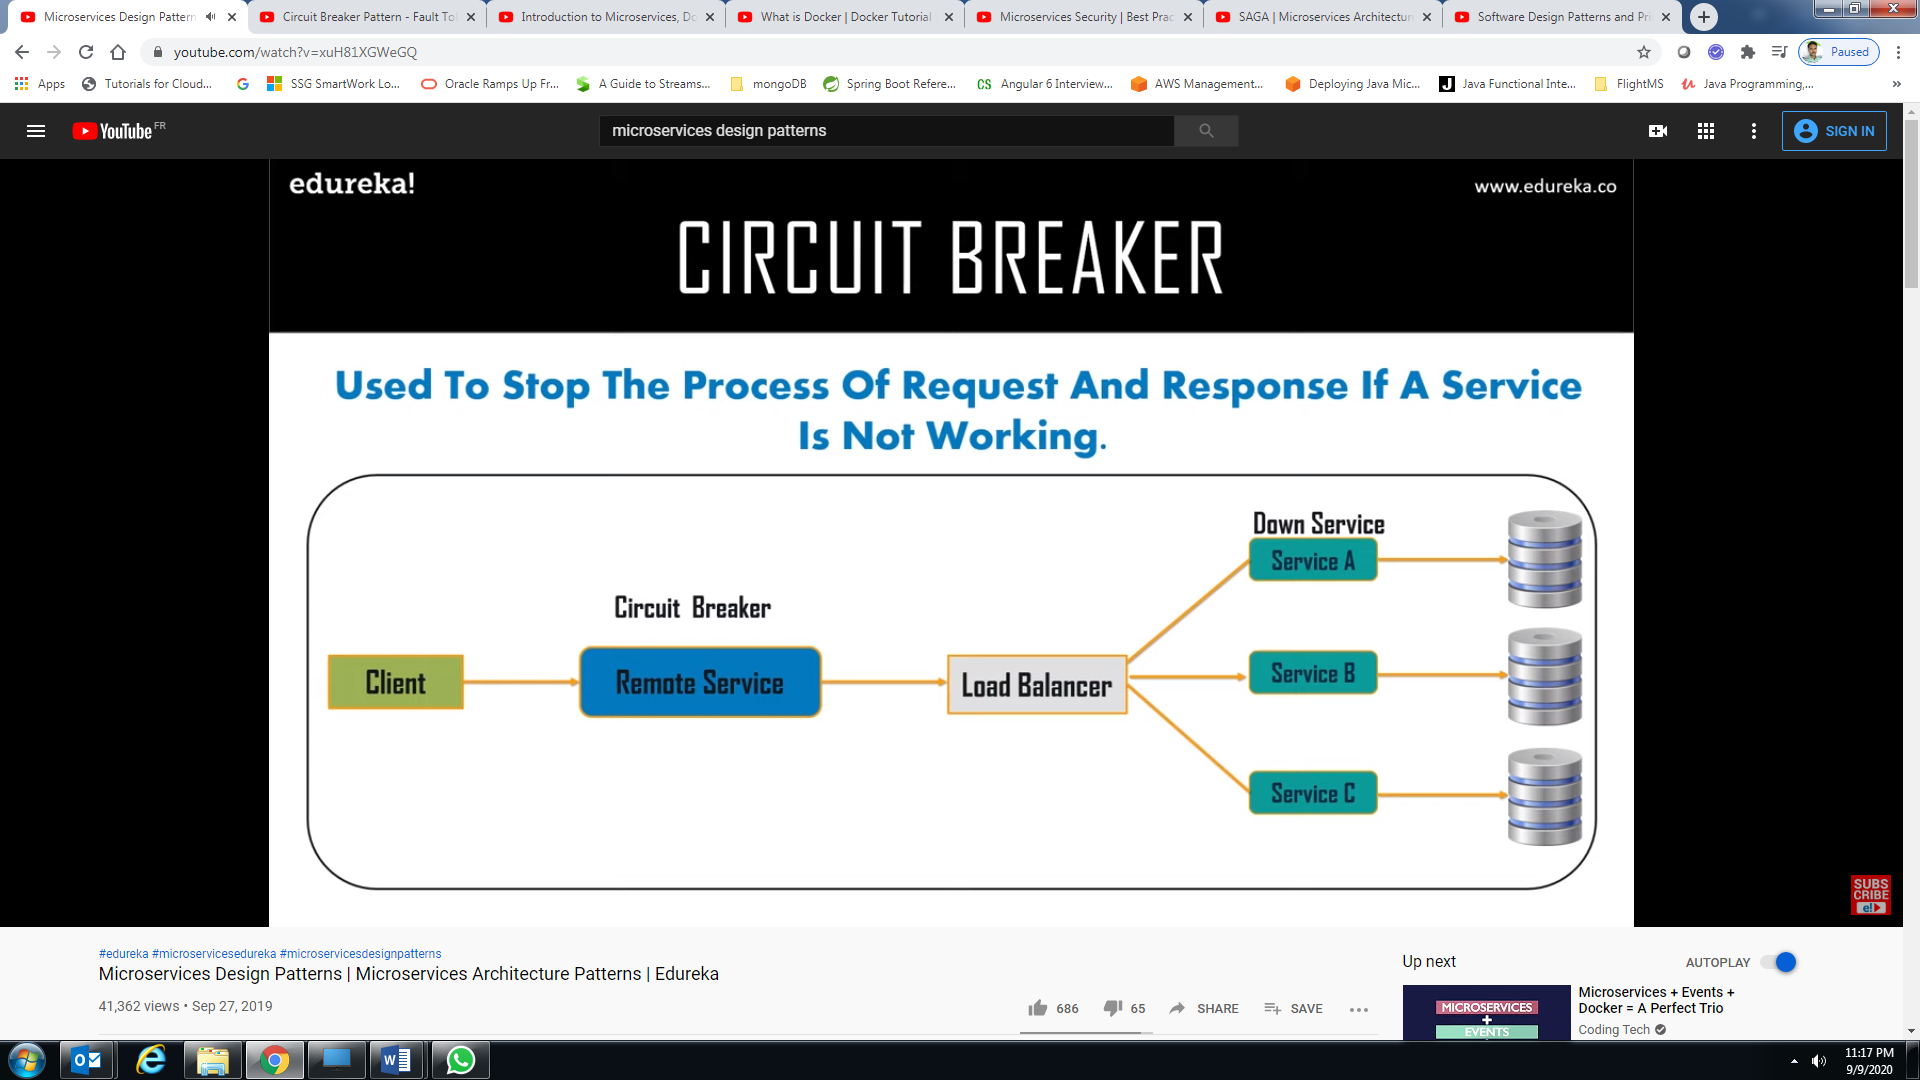 Microservices Design Pattern
Circuit Breaker Pattern - Fault Tol
Introduction to Microservices, Do
What is Docker | Docker Tutorial
Microservices Security | Best Prac
SAGA | Microservices Architectur
Software Design Patterns and Pri
youtube.com/watch?v=xuH81XGWeGQ
Paused
Apps
Tutorials for Cloud...
SSG SmartWork Lo...
Oracle Ramps Up Fr...
A Guide to Streams...
mongoDB
Spring Boot Refere...
CS Angular 6 Interview...
AWS Management...
Deploying Java Mic...
J Java Functional Inte...
FlightMS
Java Programming,...
»
YouTube FR
microservices design patterns
SIGN IN
edureka!
www.edureka.co
CIRCUIT BREAKER
Used To Stop The Process Of Request And Response If A Service
Is Not Working.
Down Service
Service A
Circuit Breaker
Client
Remote Service
Load Balancer
Service B
Service C
SUBS
CRIBE
e!
#edureka #microservicesedureka #microservicesdesignpatterns
Microservices Design Patterns | Microservices Architecture Patterns | Edureka
41,362 views • Sep 27, 2019
686
65
SHARE
SAVE
Up next
AUTOPLAY
MICROSERVICES
+
EVENTS
Microservices + Events +
Docker = A Perfect Trio
Coding Tech
11:17 PM
9/9/2020